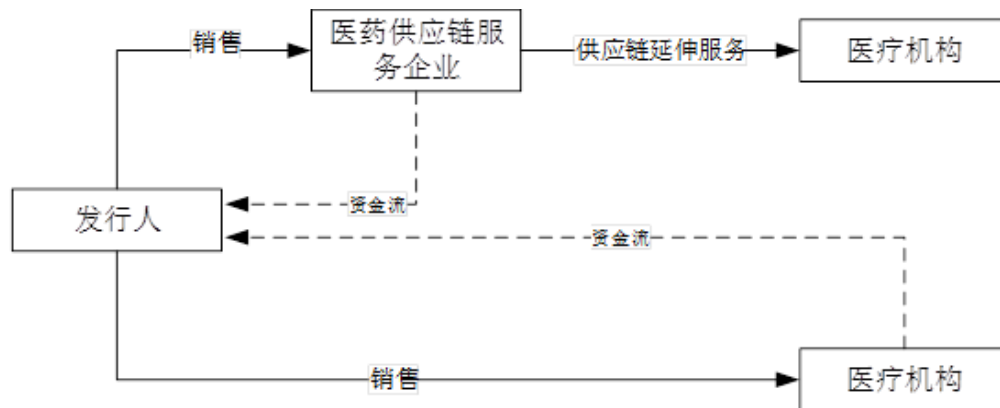 销售
医药供应链服
务企业
供应链延伸服务
医疗机构
资金流
发行人
资金流
销售
医疗机构